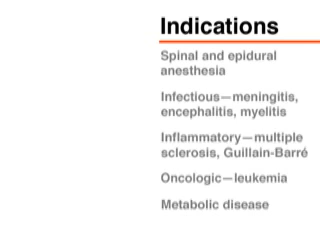 Indications
Spinal and epidural
anesthesia
Infectious—meningitis,
encephalitis, myelitis
Inflammatory—multiple
sclerosis, Guillain-Barré
Oncologic—leukemia
Metabolic disease